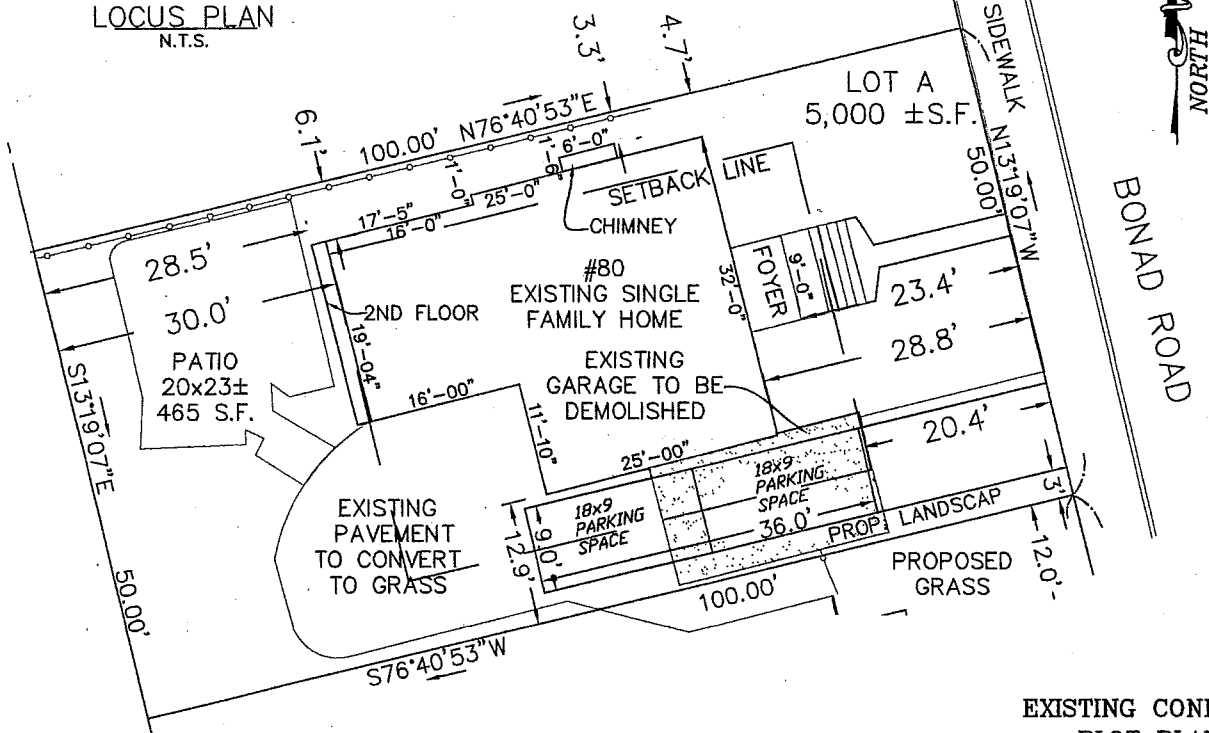 LOCUS PLAN
N.T.S.
NORTH
SIDEWALK
3.3'
4.7'
6.1'
LOT A
5,000 ±S.F.
100.00'
N76°40'53"E
N13°19'07"W
50.00'
BONAD ROAD
1'-0"
1'-6"
6'-0"
25'-0"
17'-5"
16'-0"
SETBACK LINE
CHIMNEY
28.5'
30.0'
2ND FLOOR
#80
EXISTING SINGLE
FAMILY HOME
32'-0"
FOYER
9'-0"
23.4'
28.8'
19'-04"
PATIO
20x23±
465 S.F.
S13°19'07"E
50.00'
EXISTING
GARAGE TO BE
DEMOLISHED
16'-00"
11'-10"
25'-00"
20.4'
18x9
PARKING
SPACE
18x9
PARKING
SPACE
36.0'
9.0'
12.9'
PROP. LANDSCAP
3'
12.0'
EXISTING
PAVEMENT
TO CONVERT
TO GRASS
PROPOSED
GRASS
100.00'
S76°40'53"W
EXISTING CON
PLOT PLA